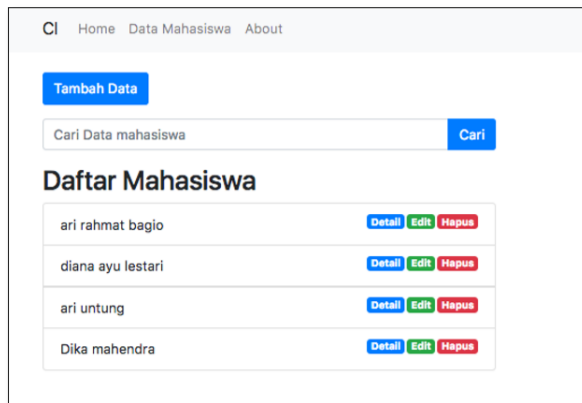 CI Home Data Mahasiswa About
Tambah Data
Cari Data mahasiswa Cari
Daftar Mahasiswa
ari rahmat bagio Detail Edit Hapus
diana ayu lestari Detail Edit Hapus
ari untung Detail Edit Hapus
Dika mahendra Detail Edit Hapus